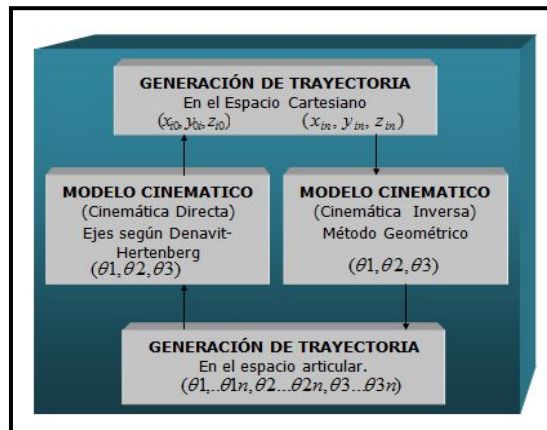 GENERACIÓN DE TRAYECTORIA
En el Espacio Cartesiano
(x_i0, y_0i, z_i0) (x_in, y_in, z_in)
MODELO CINEMATICO
(Cinemática Directa)
Ejes según Denavit-
Hertenberg
(θ1,θ2,θ3)
MODELO CINEMATICO
(Cinemática Inversa)
Método Geométrico
(θ1,θ2,θ3)
GENERACIÓN DE TRAYECTORIA
En el espacio articular.
(θ1,..θ1n,θ2...θ2n,θ3...θ3n)